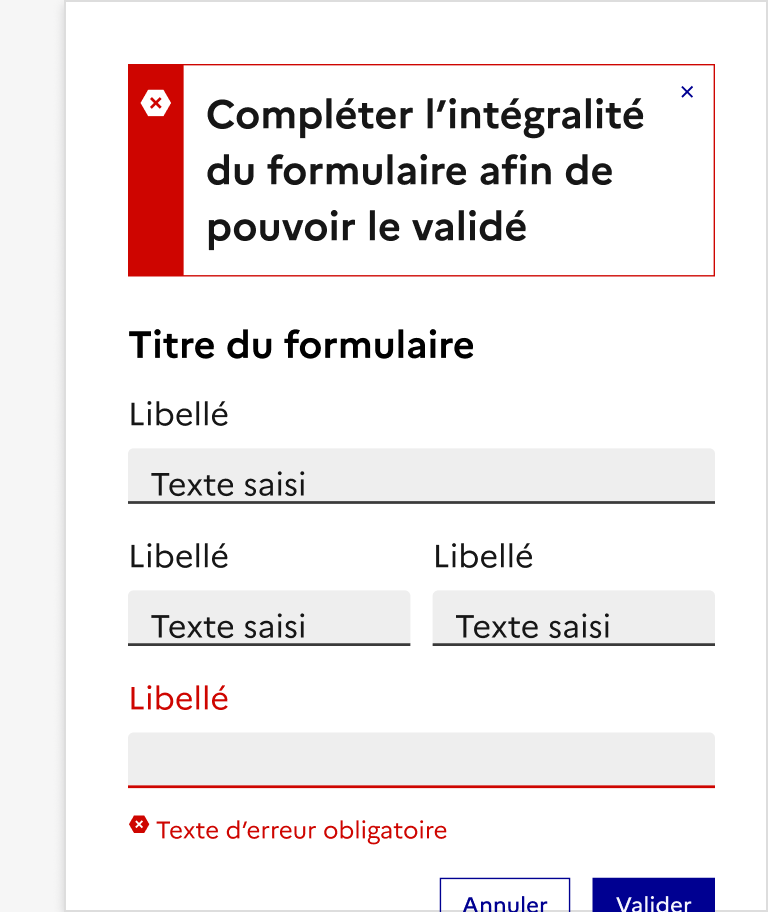 Compléter l’intégralité
du formulaire afin de
pouvoir le validé
Titre du formulaire
Libellé
Texte saisi
Libellé Libellé
Texte saisi Texte saisi
Libellé
Texte d’erreur obligatoire
Annuler Valider